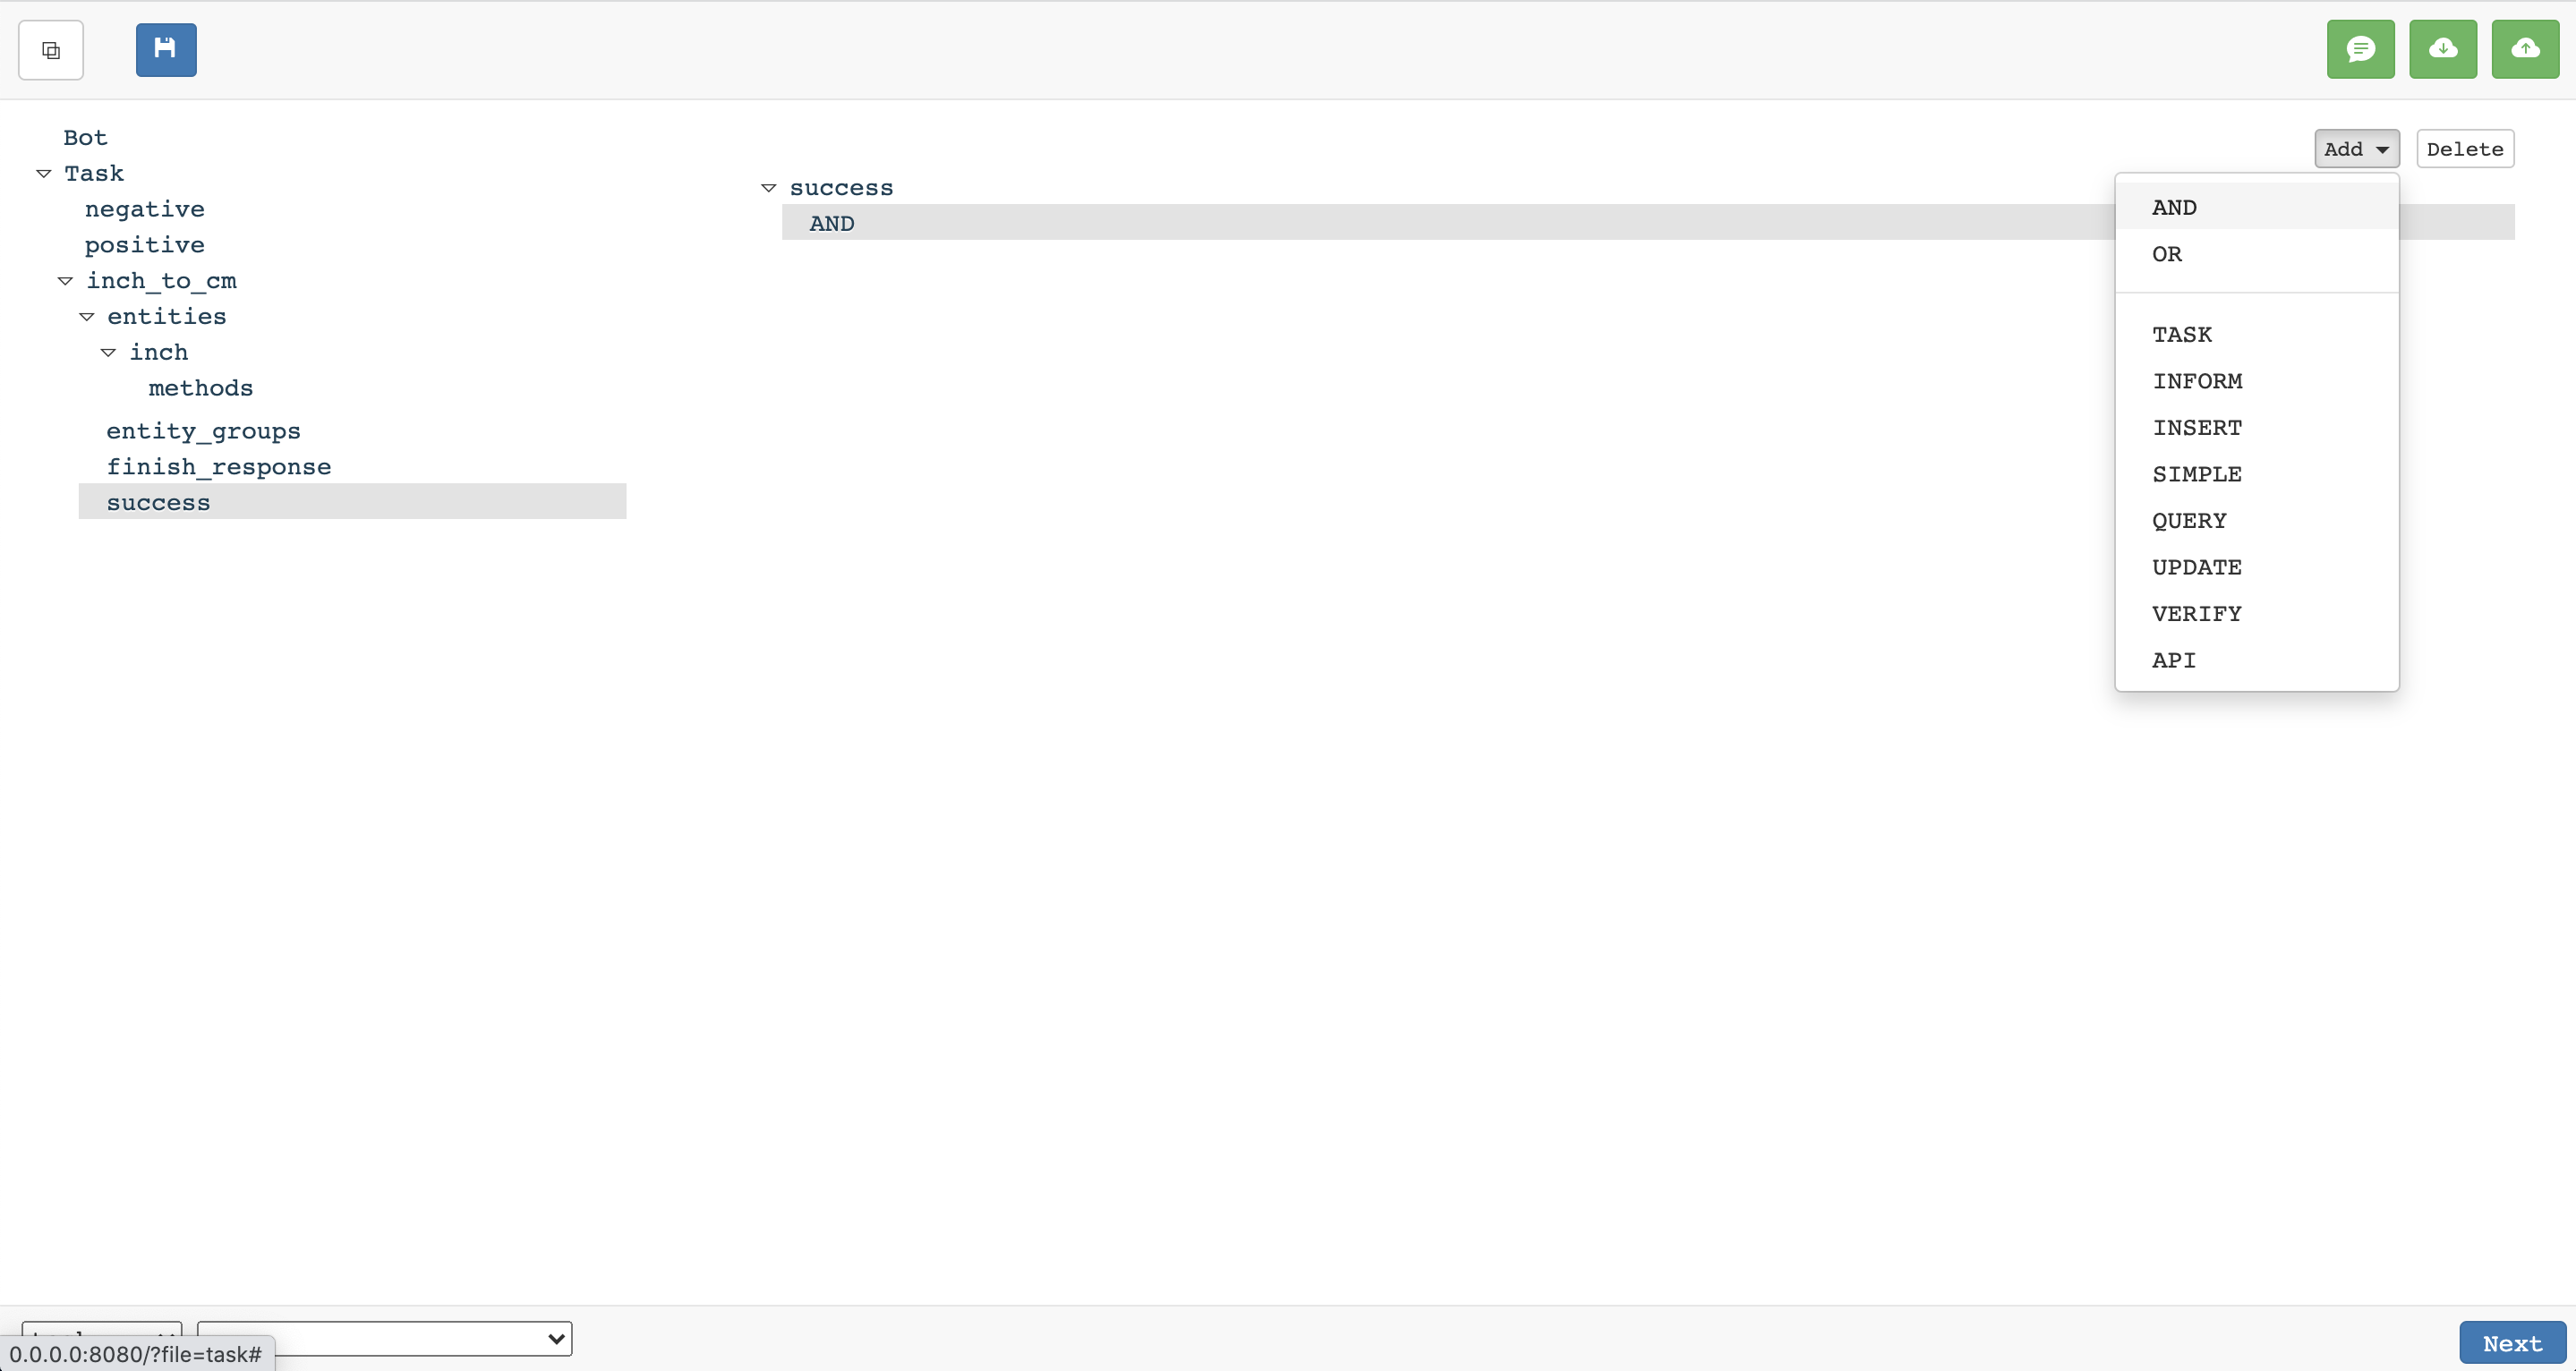 Bot
Task
negative
positive
inch_to_cm
entities
inch
methods
entity_groups
finish_response
success
Add
Delete
success
AND
AND
OR
TASK
INFORM
INSERT
SIMPLE
QUERY
UPDATE
VERIFY
API
0.0.0.0:8080/?file=task#
Next